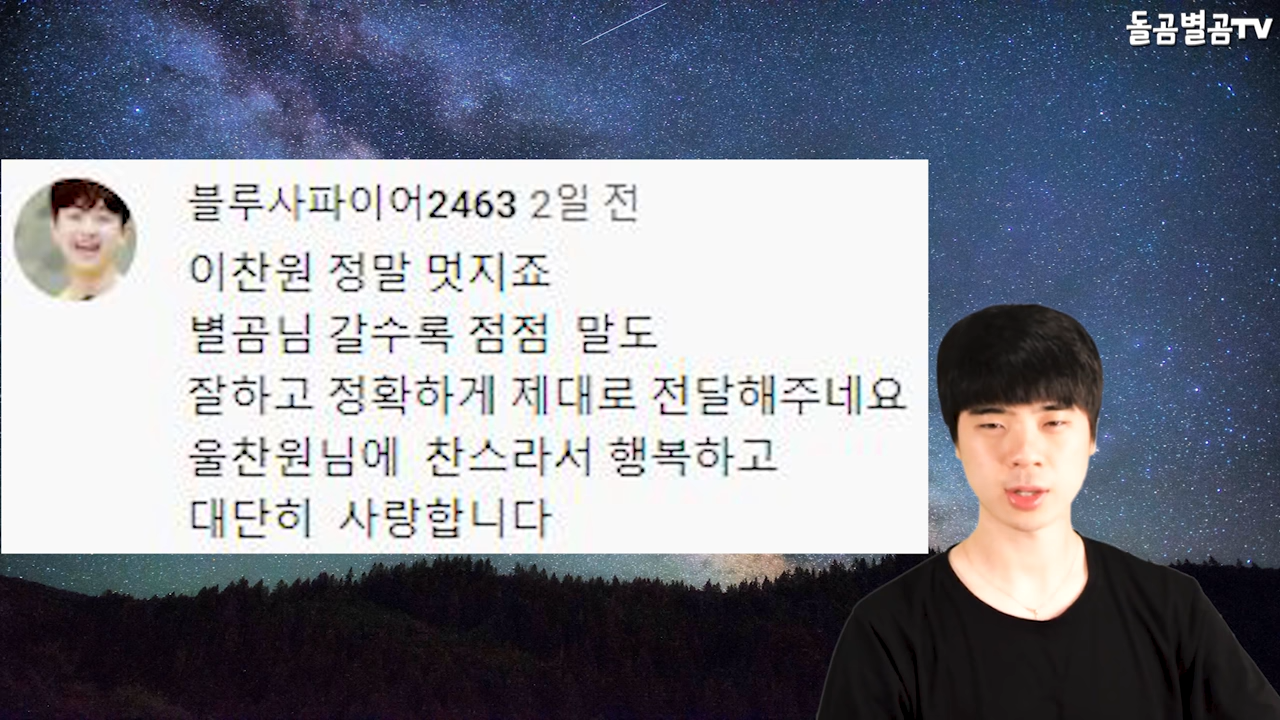 돌곰별곰TV
블루사파이어2463 2일 전
이찬원 정말 멋지죠
별곰님 갈수록 점점 말도
잘하고 정확하게 제대로 전달해주네요
울찬원님에 찬스라서 행복하고
대단히 사랑합니다